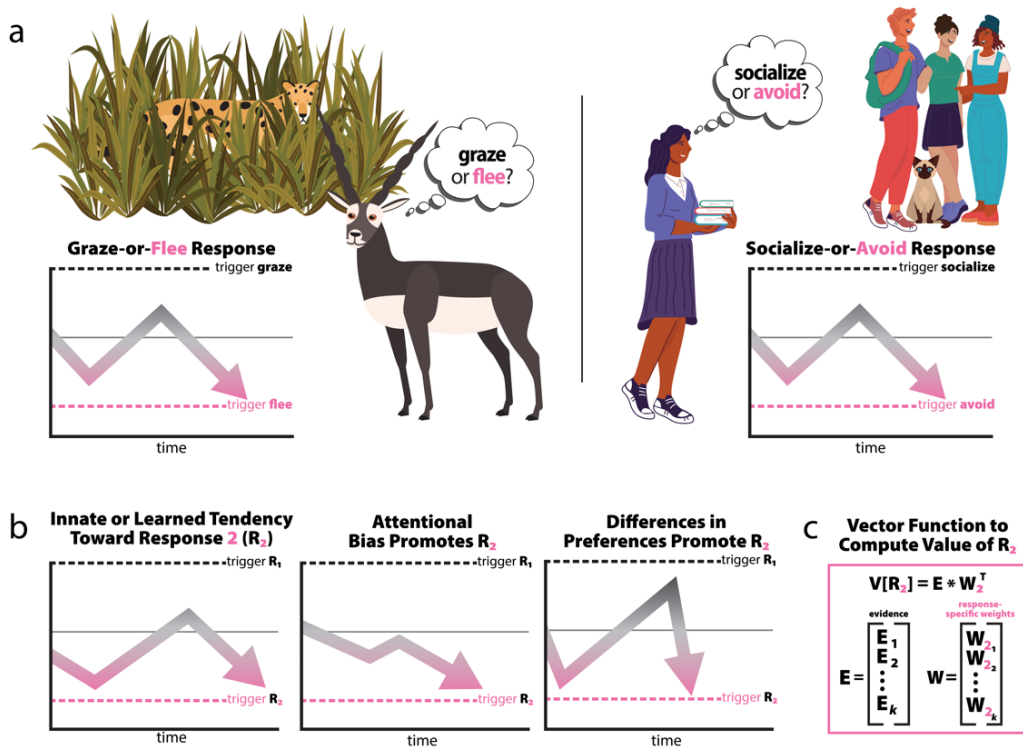 a
graze
or flee?
socialize
or avoid?
Graze-or-Flee Response
trigger graze
trigger flee
time
Socialize-or-Avoid Response
trigger socialize
trigger avoid
time
b
Innate or Learned Tendency
Toward Response 2 (R₂)
trigger R₁
trigger R₂
time
Attentional
Bias Promotes R₂
trigger R₁
trigger R₂
time
Differences in
Preferences Promote R₂
trigger R₁
trigger R₂
time
c
Vector Function to
Compute Value of R₂
V[R₂] = E * W₂ᵀ
evidence
response-
specific weights
E =
E₁
E₂
⋮
Eₖ
W =
W₂₁
W₂₂
⋮
W₂ₖ